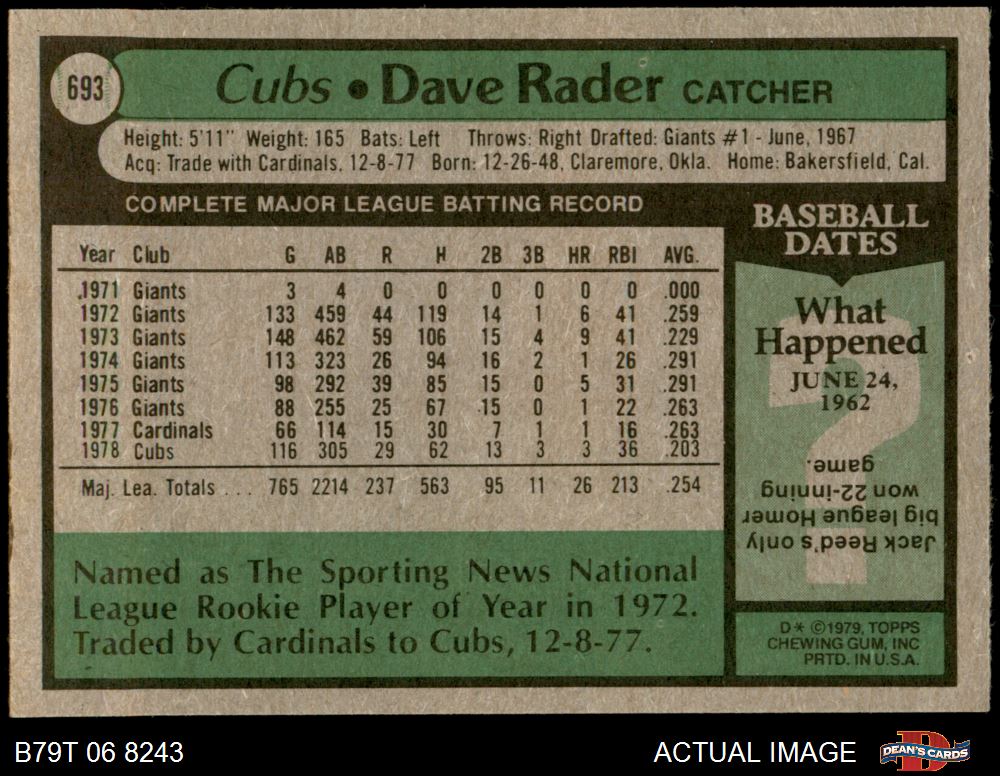 693
Cubs • Dave Rader CATCHER
Height: 5'11" Weight: 165 Bats: Left Throws: Right Drafted: Giants #1 - June, 1967
Acq: Trade with Cardinals, 12-8-77 Born: 12-26-48, Claremore, Okla. Home: Bakersfield, Cal.
COMPLETE MAJOR LEAGUE BATTING RECORD
Year Club G AB R H 2B 3B HR RBI AVG.
1971 Giants 3 4 0 0 0 0 0 0 .000
1972 Giants 133 459 44 119 14 1 6 41 .259
1973 Giants 148 462 59 106 15 4 9 41 .229
1974 Giants 113 323 26 94 16 2 1 26 .291
1975 Giants 98 292 39 85 15 0 5 31 .291
1976 Giants 88 255 25 67 15 0 1 22 .263
1977 Cardinals 66 114 15 30 7 1 1 16 .263
1978 Cubs 116 305 29 62 13 3 3 36 .203
Maj. Lea. Totals ... 765 2214 237 563 95 11 26 213 .254
Named as The Sporting News National
League Rookie Player of Year in 1972.
Traded by Cardinals to Cubs, 12-8-77.
BASEBALL
DATES
What
Happened
JUNE 24,
1962
?
Jack Reed's only
big league Homer
won 22-inning
game.
D* ©1979, TOPPS
CHEWING GUM, INC
PRTD. IN U.S.A.
B79T 06 8243
ACTUAL IMAGE
D
DEAN'S CARDS